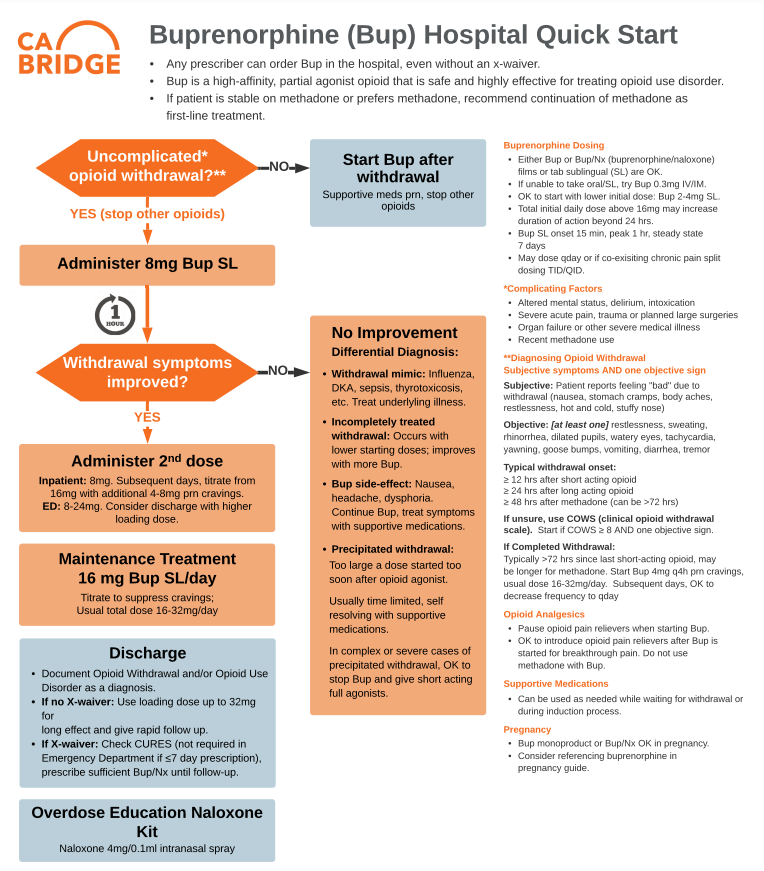 CA
BRIDGE
Buprenorphine (Bup) Hospital Quick Start
• Any prescriber can order Bup in the hospital, even without an x-waiver.
• Bup is a high-affinity, partial agonist opioid that is safe and highly effective for treating opioid use disorder.
• If patient is stable on methadone or prefers methadone, recommend continuation of methadone as
first-line treatment.
Uncomplicated*
opioid withdrawal?**
NO
Start Bup after
withdrawal
Supportive meds prn, stop other
opioids
YES (stop other opioids)
Administer 8mg Bup SL
1
HOUR
Withdrawal symptoms
improved?
NO
YES
Administer 2nd dose
Inpatient: 8mg. Subsequent days, titrate from
16mg with additional 4-8mg prn cravings.
ED: 8-24mg. Consider discharge with higher
loading dose.
Maintenance Treatment
16 mg Bup SL/day
Titrate to suppress cravings;
Usual total dose 16-32mg/day
Discharge
• Document Opioid Withdrawal and/or Opioid Use
Disorder as a diagnosis.
• If no X-waiver: Use loading dose up to 32mg
for
long effect and give rapid follow up.
• If X-waiver: Check CURES (not required in
Emergency Department if ≤7 day prescription),
prescribe sufficient Bup/Nx until follow-up.
Overdose Education Naloxone
Kit
Naloxone 4mg/0.1ml intranasal spray
No Improvement
Differential Diagnosis:
• Withdrawal mimic: Influenza,
DKA, sepsis, thyrotoxicosis,
etc. Treat underlyling illness.
• Incompletely treated
withdrawal: Occurs with
lower starting doses; improves
with more Bup.
• Bup side-effect: Nausea,
headache, dysphoria.
Continue Bup, treat symptoms
with supportive medications.
• Precipitated withdrawal:
Too large a dose started too
soon after opioid agonist.
Usually time limited, self
resolving with supportive
medications.
In complex or severe cases of
precipitated withdrawal, OK to
stop Bup and give short acting
full agonists.
Buprenorphine Dosing
• Either Bup or Bup/Nx (buprenorphine/naloxone)
films or tab sublingual (SL) are OK.
• If unable to take oral/SL, try Bup 0.3mg IV/IM.
• OK to start with lower initial dose: Bup 2-4mg SL.
• Total initial daily dose above 16mg may increase
duration of action beyond 24 hrs.
• Bup SL onset 15 min, peak 1 hr, steady state
7 days
• May dose qday or if co-exisiting chronic pain split
dosing TID/QID.
*Complicating Factors
• Altered mental status, delirium, intoxication
• Severe acute pain, trauma or planned large surgeries
• Organ failure or other severe medical illness
• Recent methadone use
**Diagnosing Opioid Withdrawal
Subjective symptoms AND one objective sign
Subjective: Patient reports feeling "bad" due to
withdrawal (nausea, stomach cramps, body aches,
restlessness, hot and cold, stuffy nose)
Objective: [at least one] restlessness, sweating,
rhinorrhea, dilated pupils, watery eyes, tachycardia,
yawning, goose bumps, vomiting, diarrhea, tremor
Typical withdrawal onset:
≥ 12 hrs after short acting opioid
≥ 24 hrs after long acting opioid
≥ 48 hrs after methadone (can be >72 hrs)
If unsure, use COWS (clinical opioid withdrawal
scale). Start if COWS ≥ 8 AND one objective sign.
If Completed Withdrawal:
Typically >72 hrs since last short-acting opioid, may
be longer for methadone. Start Bup 4mg q4h prn cravings,
usual dose 16-32mg/day. Subsequent days, OK to
decrease frequency to qday
Opioid Analgesics
• Pause opioid pain relievers when starting Bup.
• OK to introduce opioid pain relievers after Bup is
started for breakthrough pain. Do not use
methadone with Bup.
Supportive Medications
• Can be used as needed while waiting for withdrawal or
during induction process.
Pregnancy
• Bup monoproduct or Bup/Nx OK in pregnancy.
• Consider referencing buprenorphine in
pregnancy guide.